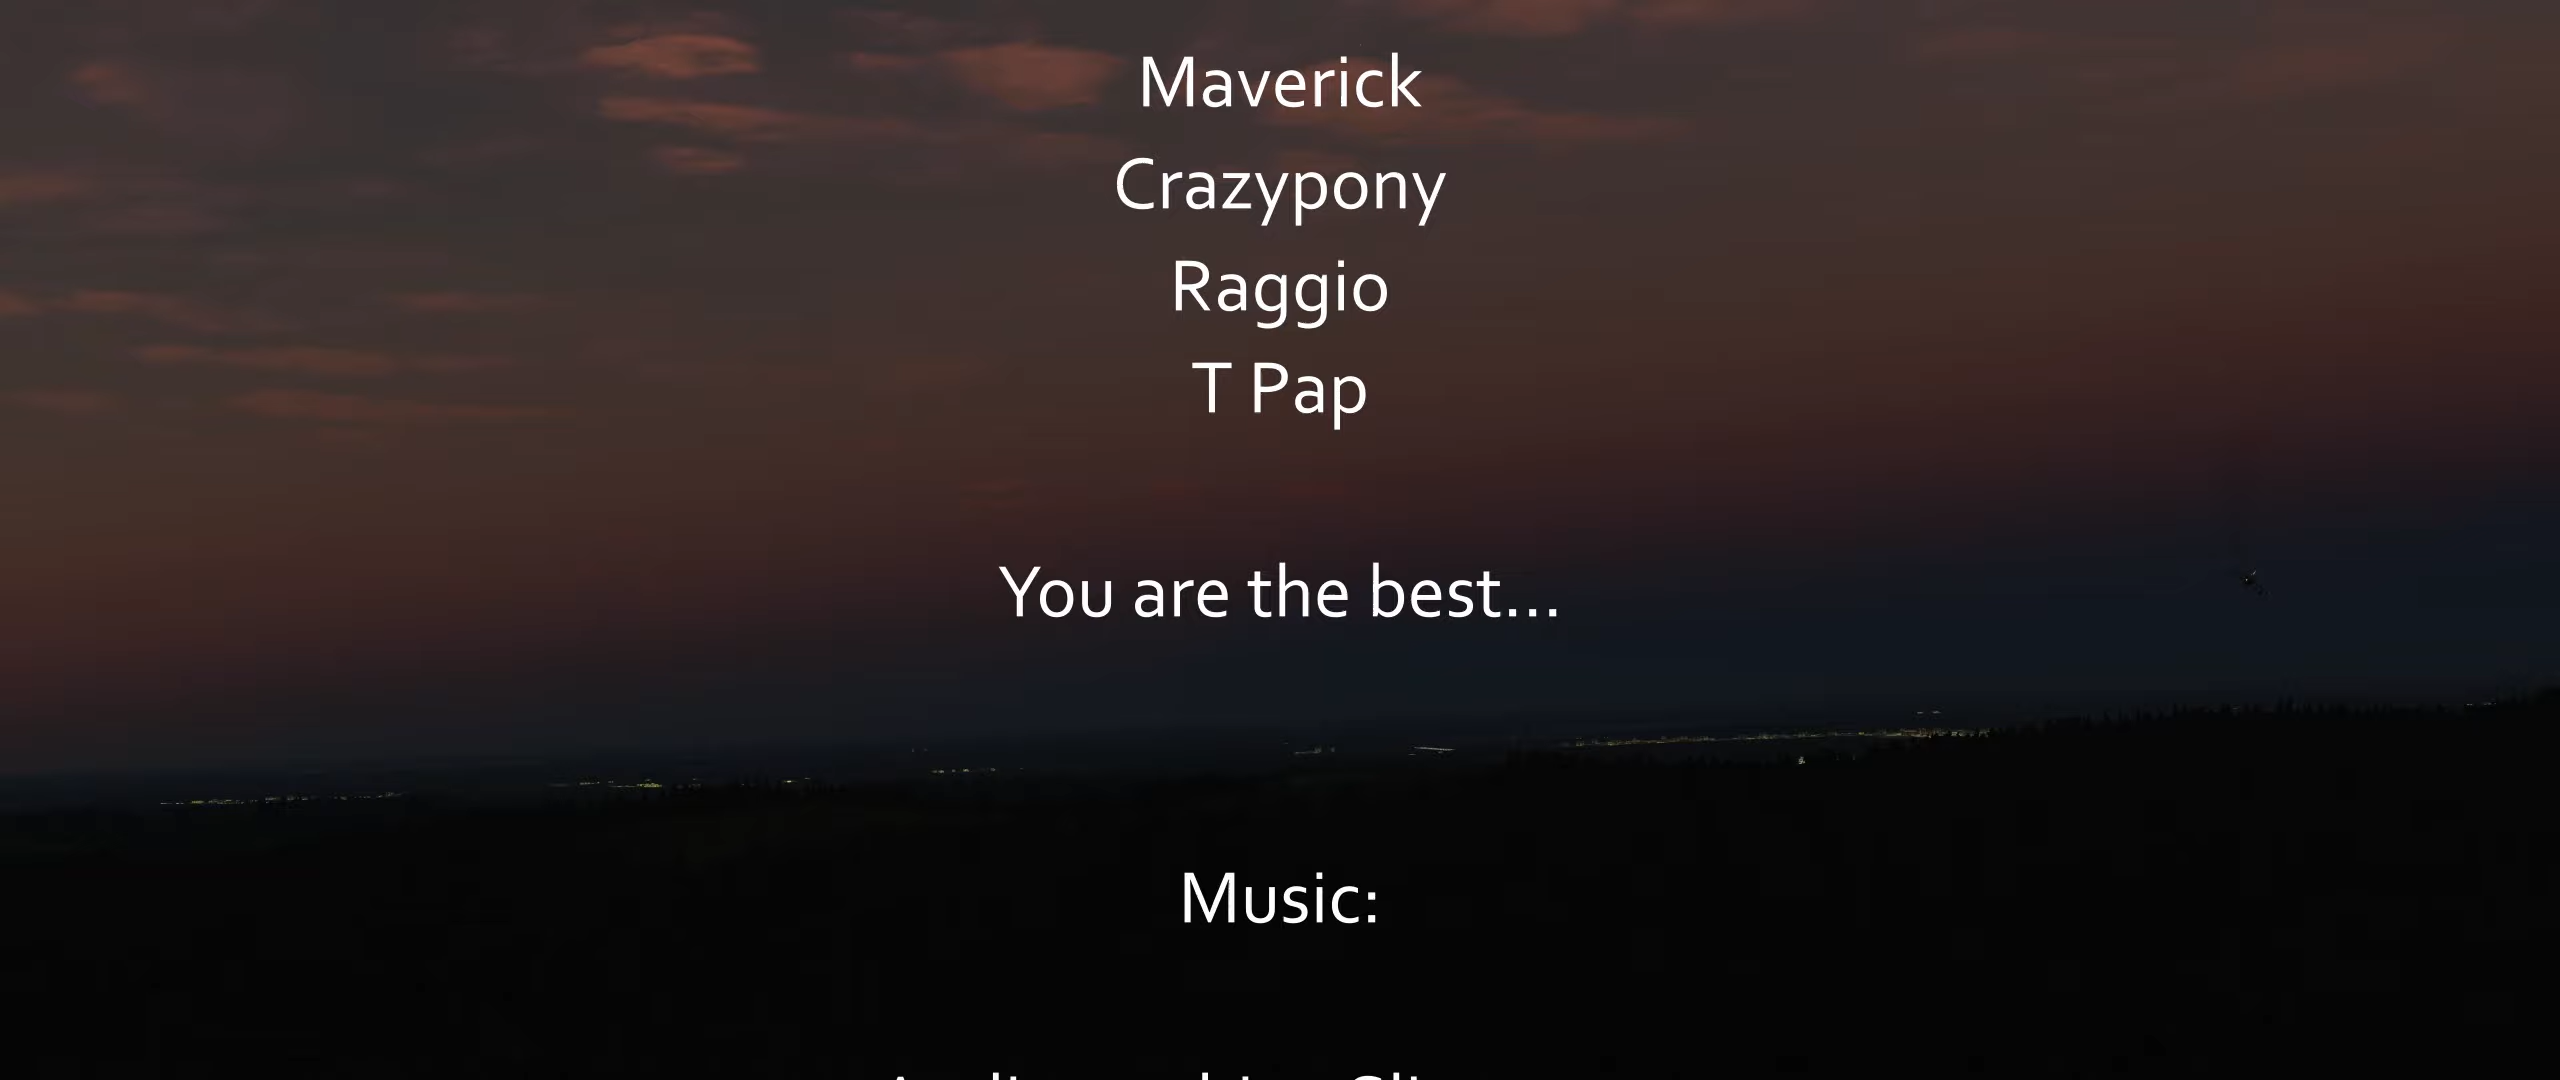 Maverick
Crazypony
Raggio
T Pap
You are the best...
Music: